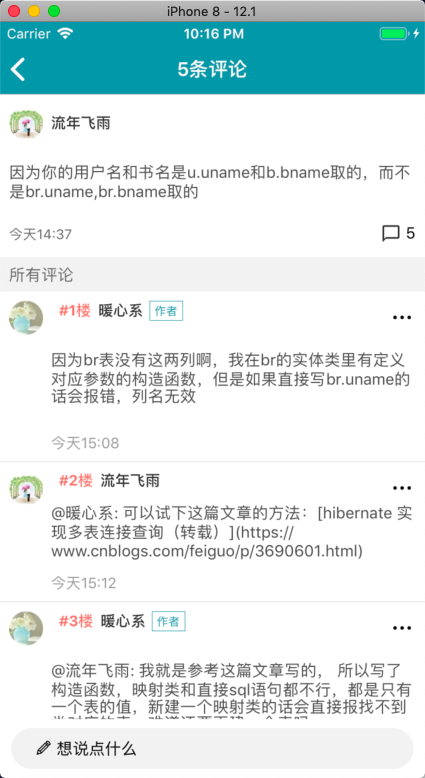 iPhone 8 - 12.1
Carrier 10:16 PM
5条评论
流年飞雨
因为你的用户名和书名是u.uname和b.bname取的，而不
是br.uname,br.bname取的
今天14:37 5
所有评论
#1楼 暖心系 作者
因为br表没有这两列啊，我在br的实体类里有定义
对应参数的构造函数，但是如果直接写br.uname的
话会报错，列名无效
今天15:08
#2楼 流年飞雨
@暖心系: 可以试下这篇文章的方法：[hibernate 实
现多表连接查询（转载）](https://
www.cnblogs.com/feiguo/p/3690601.html)
今天15:12
#3楼 暖心系 作者
@流年飞雨: 我就是参考这篇文章写的， 所以写了
构造函数，映射类和直接sql语句都不行，都是只有
一个表的值，新建一个映射类的话会直接报找不到
想说点什么